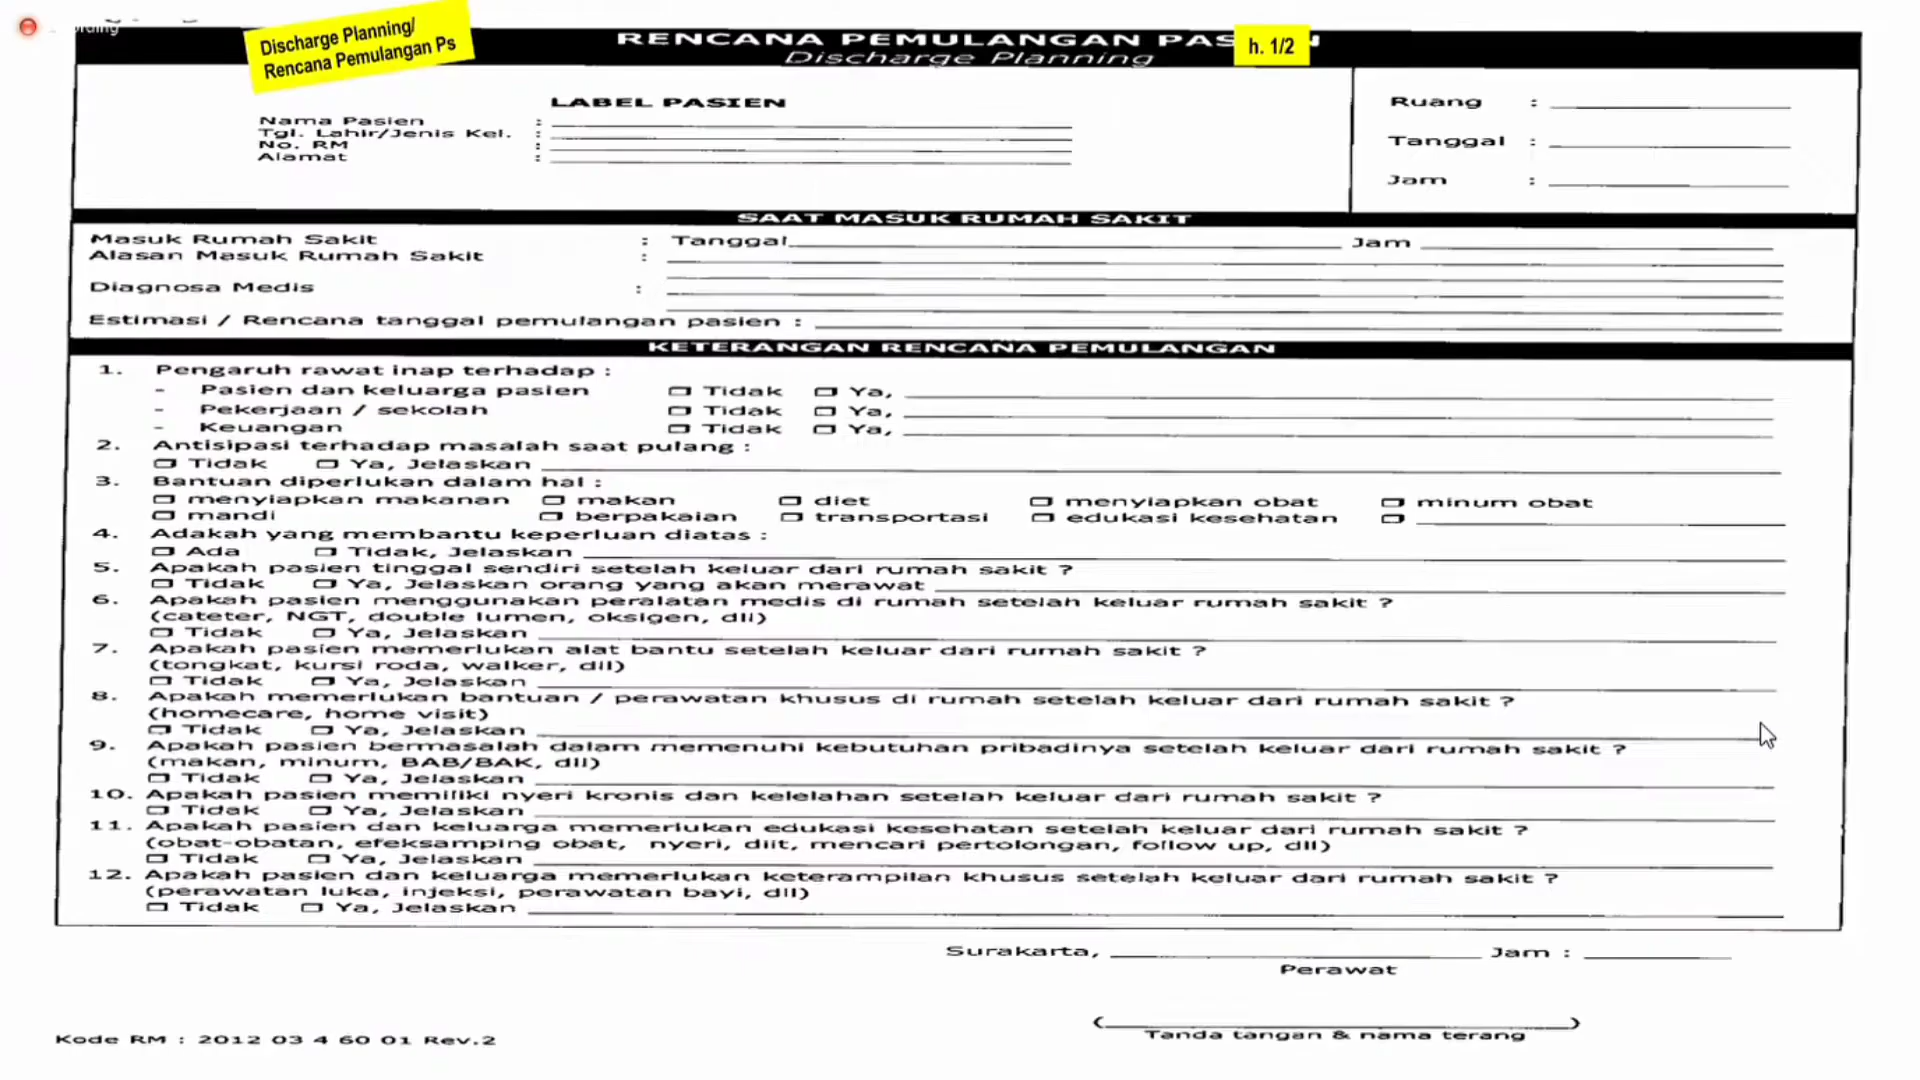 Discharge Planning/
Rencana Pemulangan Ps
RENCANA PEMULANGAN
h. 1/2
Discharge Planning
LABEL PASIEN
Nama Pasien :
Tgl. Lahir/Jenis Kel. :
No. RM :
Alamat :
Ruang :
Tanggal :
Jam :
SAAT MASUK RUMAH SAKIT
Masuk Rumah Sakit : Tanggal Jam
Alasan Masuk Rumah Sakit :
Diagnosa Medis :
Estimasi / Rencana tanggal pemulangan pasien :
KETERANGAN RENCANA PEMULANGAN
1. Pengaruh rawat inap terhadap :
- Pasien dan keluarga pasien Tidak Ya,
- Pekerjaan / sekolah Tidak Ya,
- Keuangan Tidak Ya,
2. Antisipasi terhadap masalah saat pulang :
Tidak Ya, Jelaskan
3. Bantuan diperlukan dalam hal :
menyiapkan makanan makan diet menyiapkan obat minum obat
mandi berpakaian transportasi edukasi kesehatan
4. Adakah yang membantu keperluan diatas :
Ada Tidak, Jelaskan
5. Apakah pasien tinggal sendiri setelah keluar dari rumah sakit ?
Tidak Ya, Jelaskan orang yang akan merawat
6. Apakah pasien menggunakan peralatan medis di rumah setelah keluar rumah sakit ?
(cateter, NGT, double lumen, oksigen, dll)
Tidak Ya, Jelaskan
7. Apakah pasien memerlukan alat bantu setelah keluar dari rumah sakit ?
(tongkat, kursi roda, walker, dll)
Tidak Ya, Jelaskan
8. Apakah memerlukan bantuan / perawatan khusus di rumah setelah keluar dari rumah sakit ?
(homecare, home visit)
Tidak Ya, Jelaskan
9. Apakah pasien bermasalah dalam memenuhi kebutuhan pribadinya setelah keluar dari rumah sakit ?
(makan, minum, BAB/BAK, dll)
Tidak Ya, Jelaskan
10. Apakah pasien memiliki nyeri kronis dan kelelahan setelah keluar dari rumah sakit ?
Tidak Ya, Jelaskan
11. Apakah pasien dan keluarga memerlukan edukasi kesehatan setelah keluar dari rumah sakit ?
(obat-obatan, efeksamping obat, nyeri, diit, mencari pertolongan, follow up, dll)
Tidak Ya, Jelaskan
12. Apakah pasien dan keluarga memerlukan keterampilan khusus setelah keluar dari rumah sakit ?
(perawatan luka, injeksi, perawatan bayi, dll)
Tidak Ya, Jelaskan
Surakarta, Jam :
Perawat
( )
Tanda tangan & nama terang
Kode RM : 2012 03 4 60 01 Rev.2